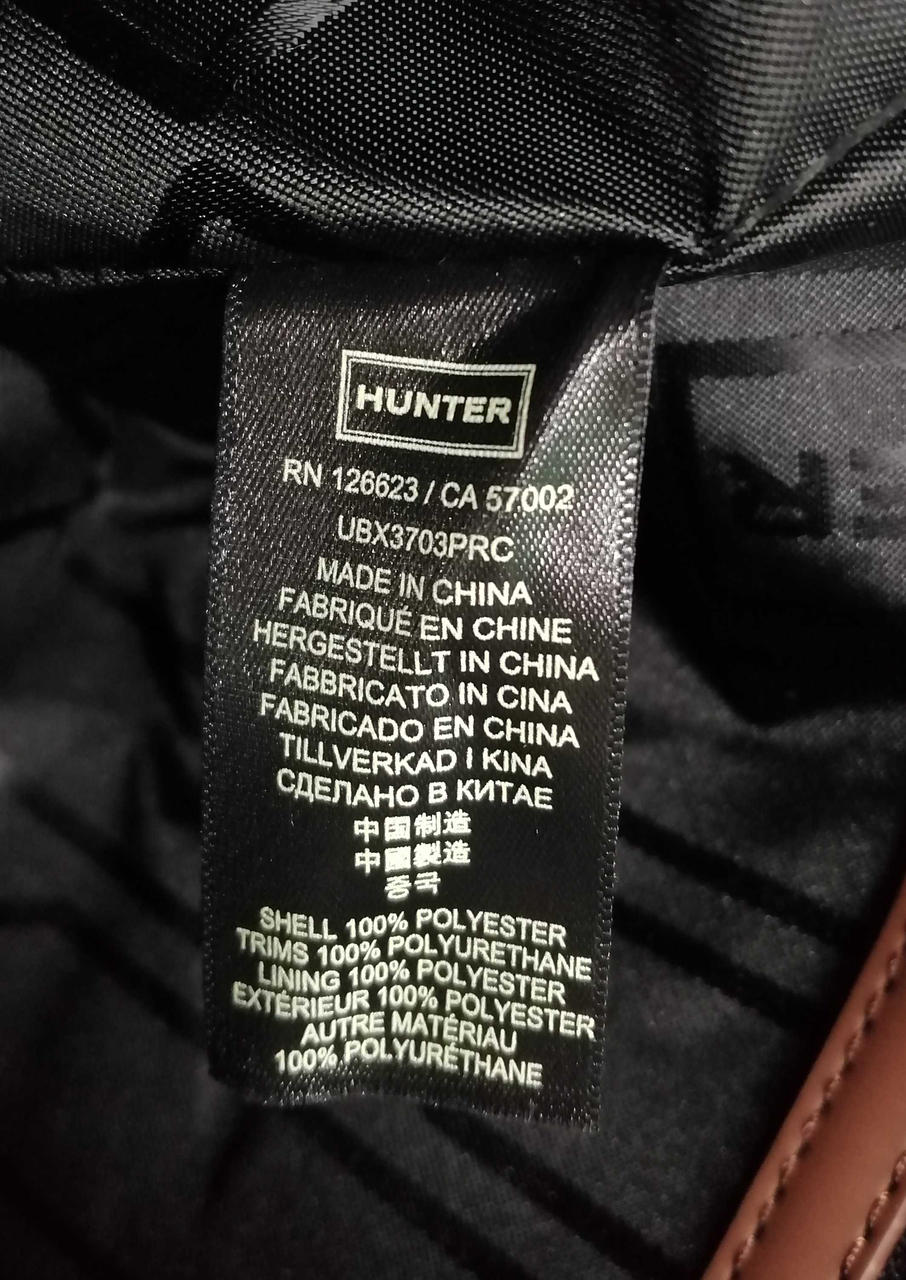 HUNTER
RN 126623 / CA 57002
UBX3703PRC
MADE IN CHINA
FABRIQUÉ EN CHINE
HERGESTELLT IN CHINA
FABBRICATO IN CINA
FABRICADO EN CHINA
TILLVERKAD I KINA
СДЕЛАНО В КИТАЕ
中国制造
中國製造
중국
SHELL 100% POLYESTER
TRIMS 100% POLYURETHANE
LINING 100% POLYESTER
EXTÉRIEUR 100% POLYESTER
AUTRE MATÉRIAU
100% POLYURÉTHANE